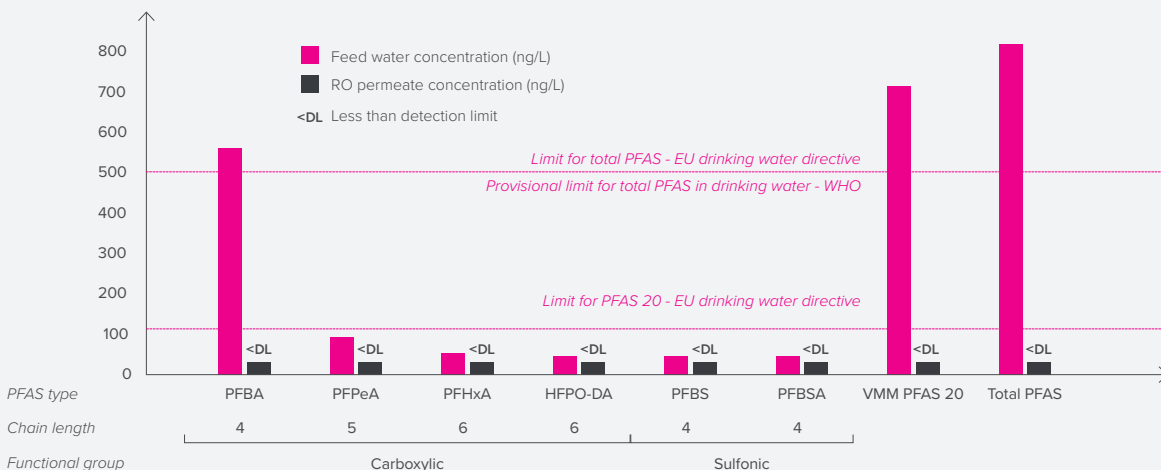 800
700
600
500
400
300
200
100
0
Feed water concentration (ng/L)
RO permeate concentration (ng/L)
<DL Less than detection limit
Limit for total PFAS - EU drinking water directive
Provisional limit for total PFAS in drinking water - WHO
Limit for PFAS 20 - EU drinking water directive
<DL <DL <DL <DL <DL <DL <DL <DL
PFAS type PFBA PFPeA PFHxA HFPO-DA PFBS PFBSA VMM PFAS 20 Total PFAS
Chain length 4 5 6 6 4 4
Functional group Carboxylic Sulfonic